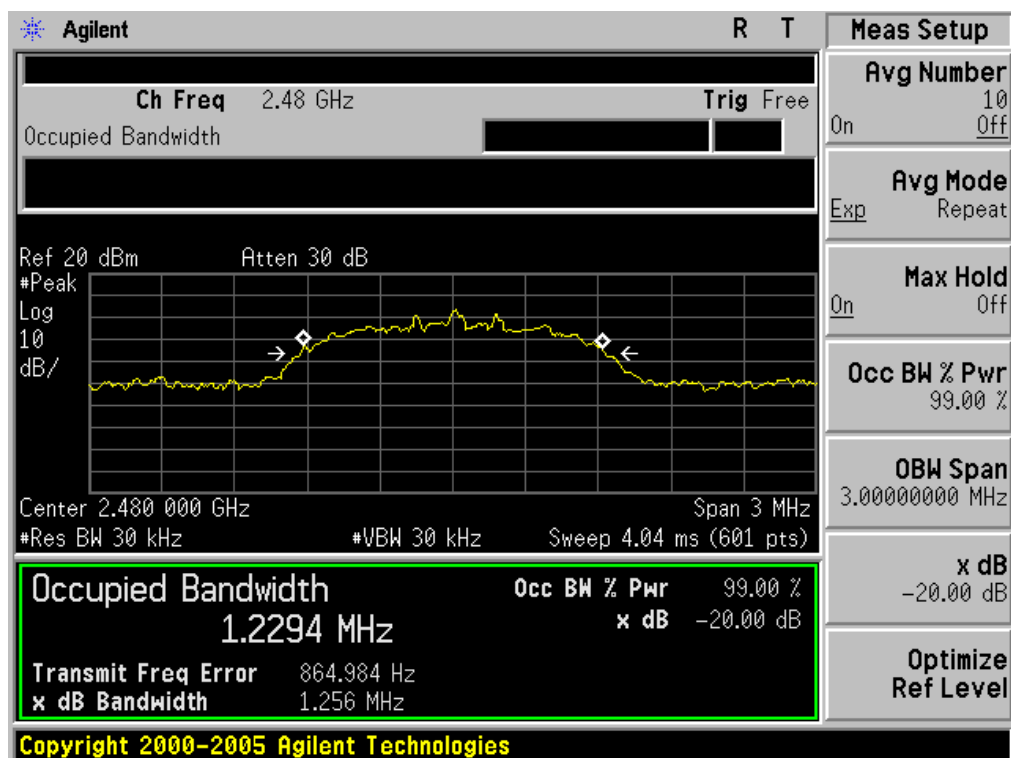 Agilent R T
Ch Freq 2.48 GHz Trig Free
Occupied Bandwidth
Ref 20 dBm Atten 30 dB
#Peak
Log
10
dB/
Center 2.480 000 GHz Span 3 MHz
#Res BW 30 kHz #VBW 30 kHz Sweep 4.04 ms (601 pts)
Occupied Bandwidth Occ BW % Pwr 99.00 %
1.2294 MHz x dB -20.00 dB
Transmit Freq Error 864.984 Hz
x dB Bandwidth 1.256 MHz
Copyright 2000-2005 Agilent Technologies
Meas Setup
Avg Number
10
On Off
Avg Mode
Exp Repeat
Max Hold
On Off
Occ BW % Pwr
99.00 %
OBW Span
3.00000000 MHz
x dB
-20.00 dB
Optimize
Ref Level